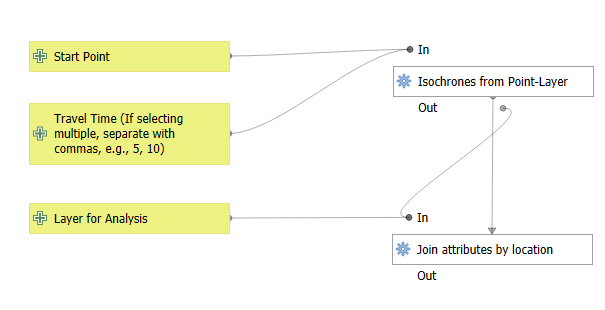 In
Start Point
Isochrones from Point-Layer
Out
Travel Time (If selecting
multiple, separate with
commas, e.g., 5, 10)
In
Layer for Analysis
Join attributes by location
Out